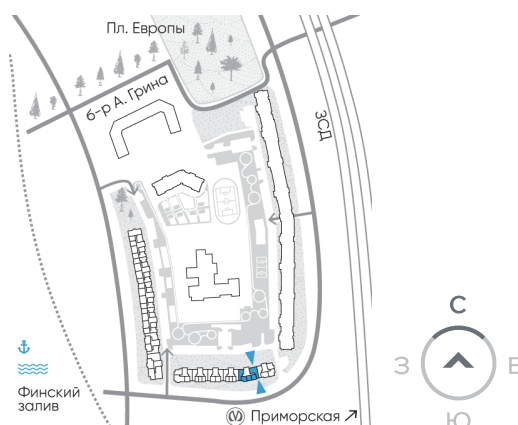 Пл. Европы
б-р А. Грина
ЗСД
С
З
В
Ю
Финский
залив
Приморская